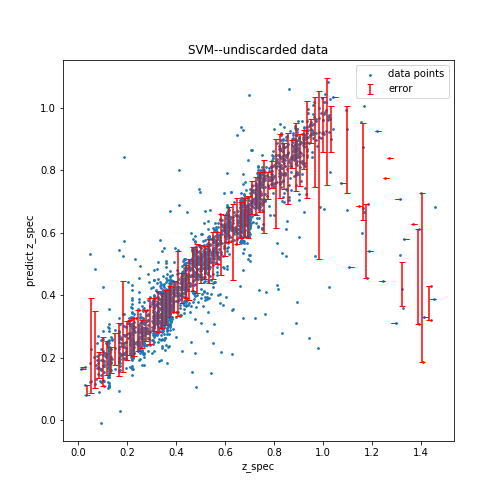 SVM--undiscarded data
data points
error
predict z_spec
1.0
0.8
0.6
0.4
0.2
0.0
0.0 0.2 0.4 0.6 0.8 1.0 1.2 1.4
z_spec